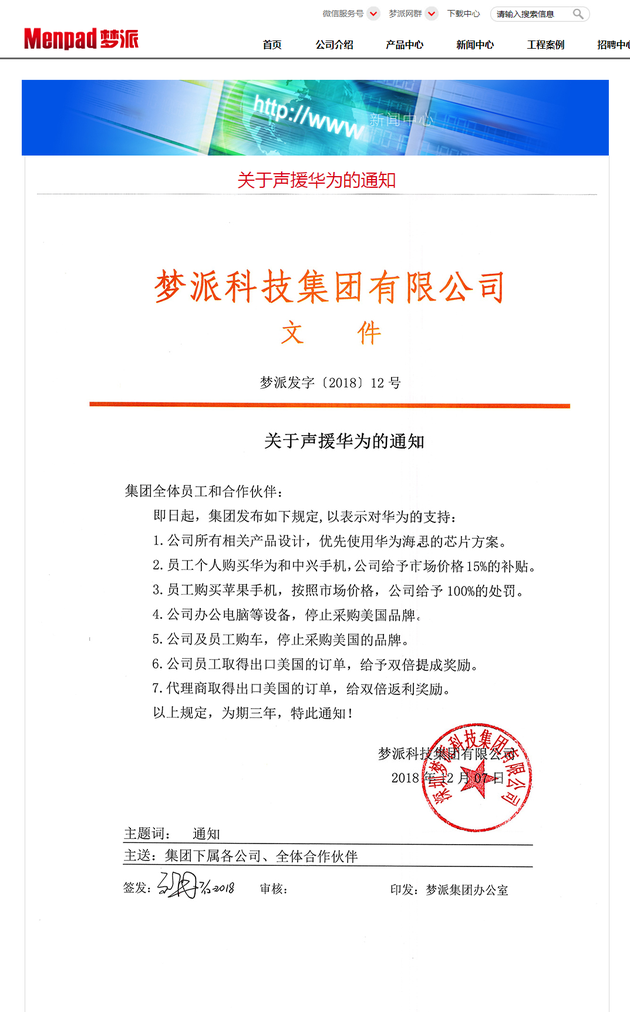 微信服务号 梦派网群 下载中心 请输入搜索信息
Menpad 梦派
首页 公司介绍 产品中心 新闻中心 工程案例 招聘中
http://www 新闻中心
关于声援华为的通知
梦派科技集团有限公司
文 件
梦派发字〔2018〕12 号
关于声援华为的通知
集团全体员工和合作伙伴：
即日起，集团发布如下规定,以表示对华为的支持：
1.公司所有相关产品设计，优先使用华为海思的芯片方案。
2.员工个人购买华为和中兴手机,公司给予市场价格15%的补贴。
3.员工购买苹果手机，按照市场价格，公司给予 100%的处罚。
4.公司办公电脑等设备，停止采购美国品牌。
5.公司及员工购车，停止采购美国的品牌。
6.公司员工取得出口美国的订单，给予双倍提成奖励。
7.代理商取得出口美国的订单，给双倍返利奖励。
以上规定，为期三年，特此通知！
梦派科技集团有限公司
2018 年 12 月 07 日
深圳梦派科技集团有限公司
主题词： 通知
主送：集团下属各公司、全体合作伙伴
签发： 7/12 2018 审核： 印发：梦派集团办公室